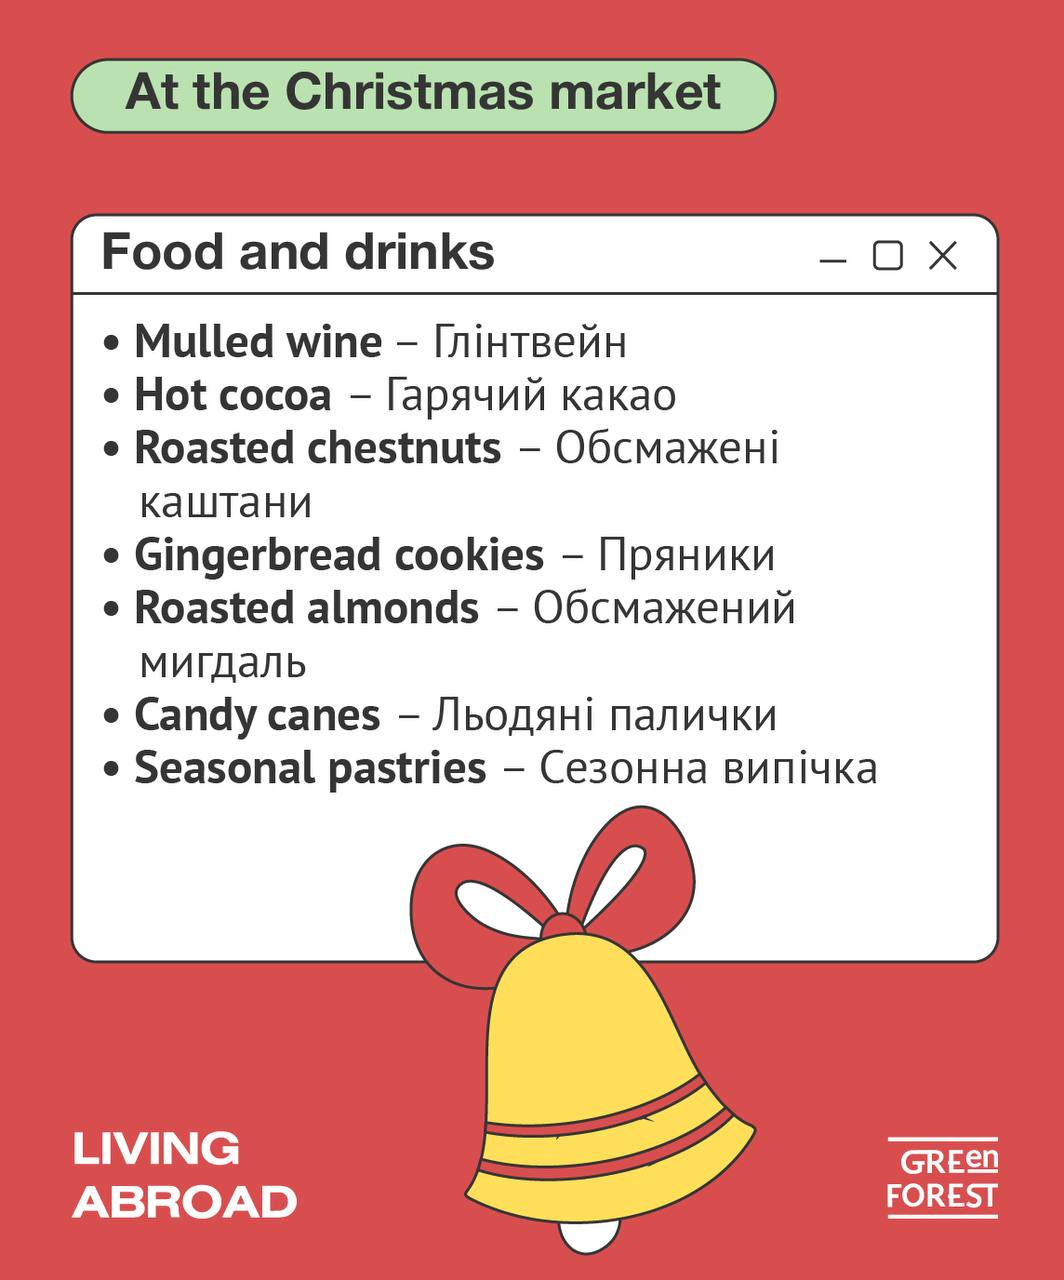 At the Christmas market
Food and drinks
• Mulled wine – Глінтвейн
• Hot cocoa – Гарячий какао
• Roasted chestnuts – Обсмажені
каштани
• Gingerbread cookies – Пряники
• Roasted almonds – Обсмажений
мигдаль
• Candy canes – Льодяні палички
• Seasonal pastries – Сезонна випічка
LIVING
ABROAD
GREen
FOREST